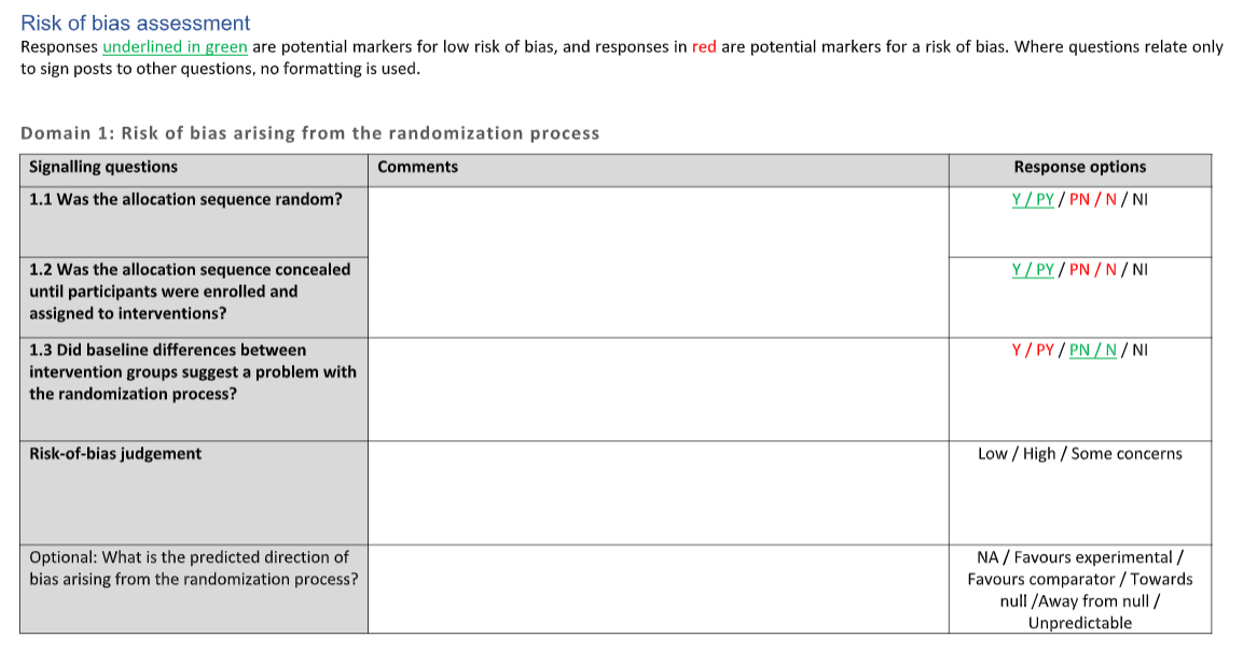 Risk of bias assessment
Responses underlined in green are potential markers for low risk of bias, and responses in red are potential markers for a risk of bias. Where questions relate only
to sign posts to other questions, no formatting is used.
Domain 1: Risk of bias arising from the randomization process
Signalling questions
Comments
Response options
1.1 Was the allocation sequence random?
Y / PY / PN / N / NI
1.2 Was the allocation sequence concealed
until participants were enrolled and
assigned to interventions?
Y / PY / PN / N / NI
1.3 Did baseline differences between
intervention groups suggest a problem with
the randomization process?
Y / PY / PN / N / NI
Risk-of-bias judgement
Low / High / Some concerns
Optional: What is the predicted direction of
bias arising from the randomization process?
NA / Favours experimental /
Favours comparator / Towards
null /Away from null /
Unpredictable